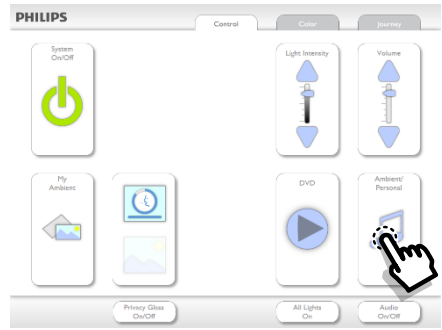 PHILIPS
Control
Color
Journey
System
On/Off
Light Intensity
Volume
My
Ambient
DVD
Ambient/
Personal
Privacy Glass
On/Off
All Lights
On
Audio
On/Off